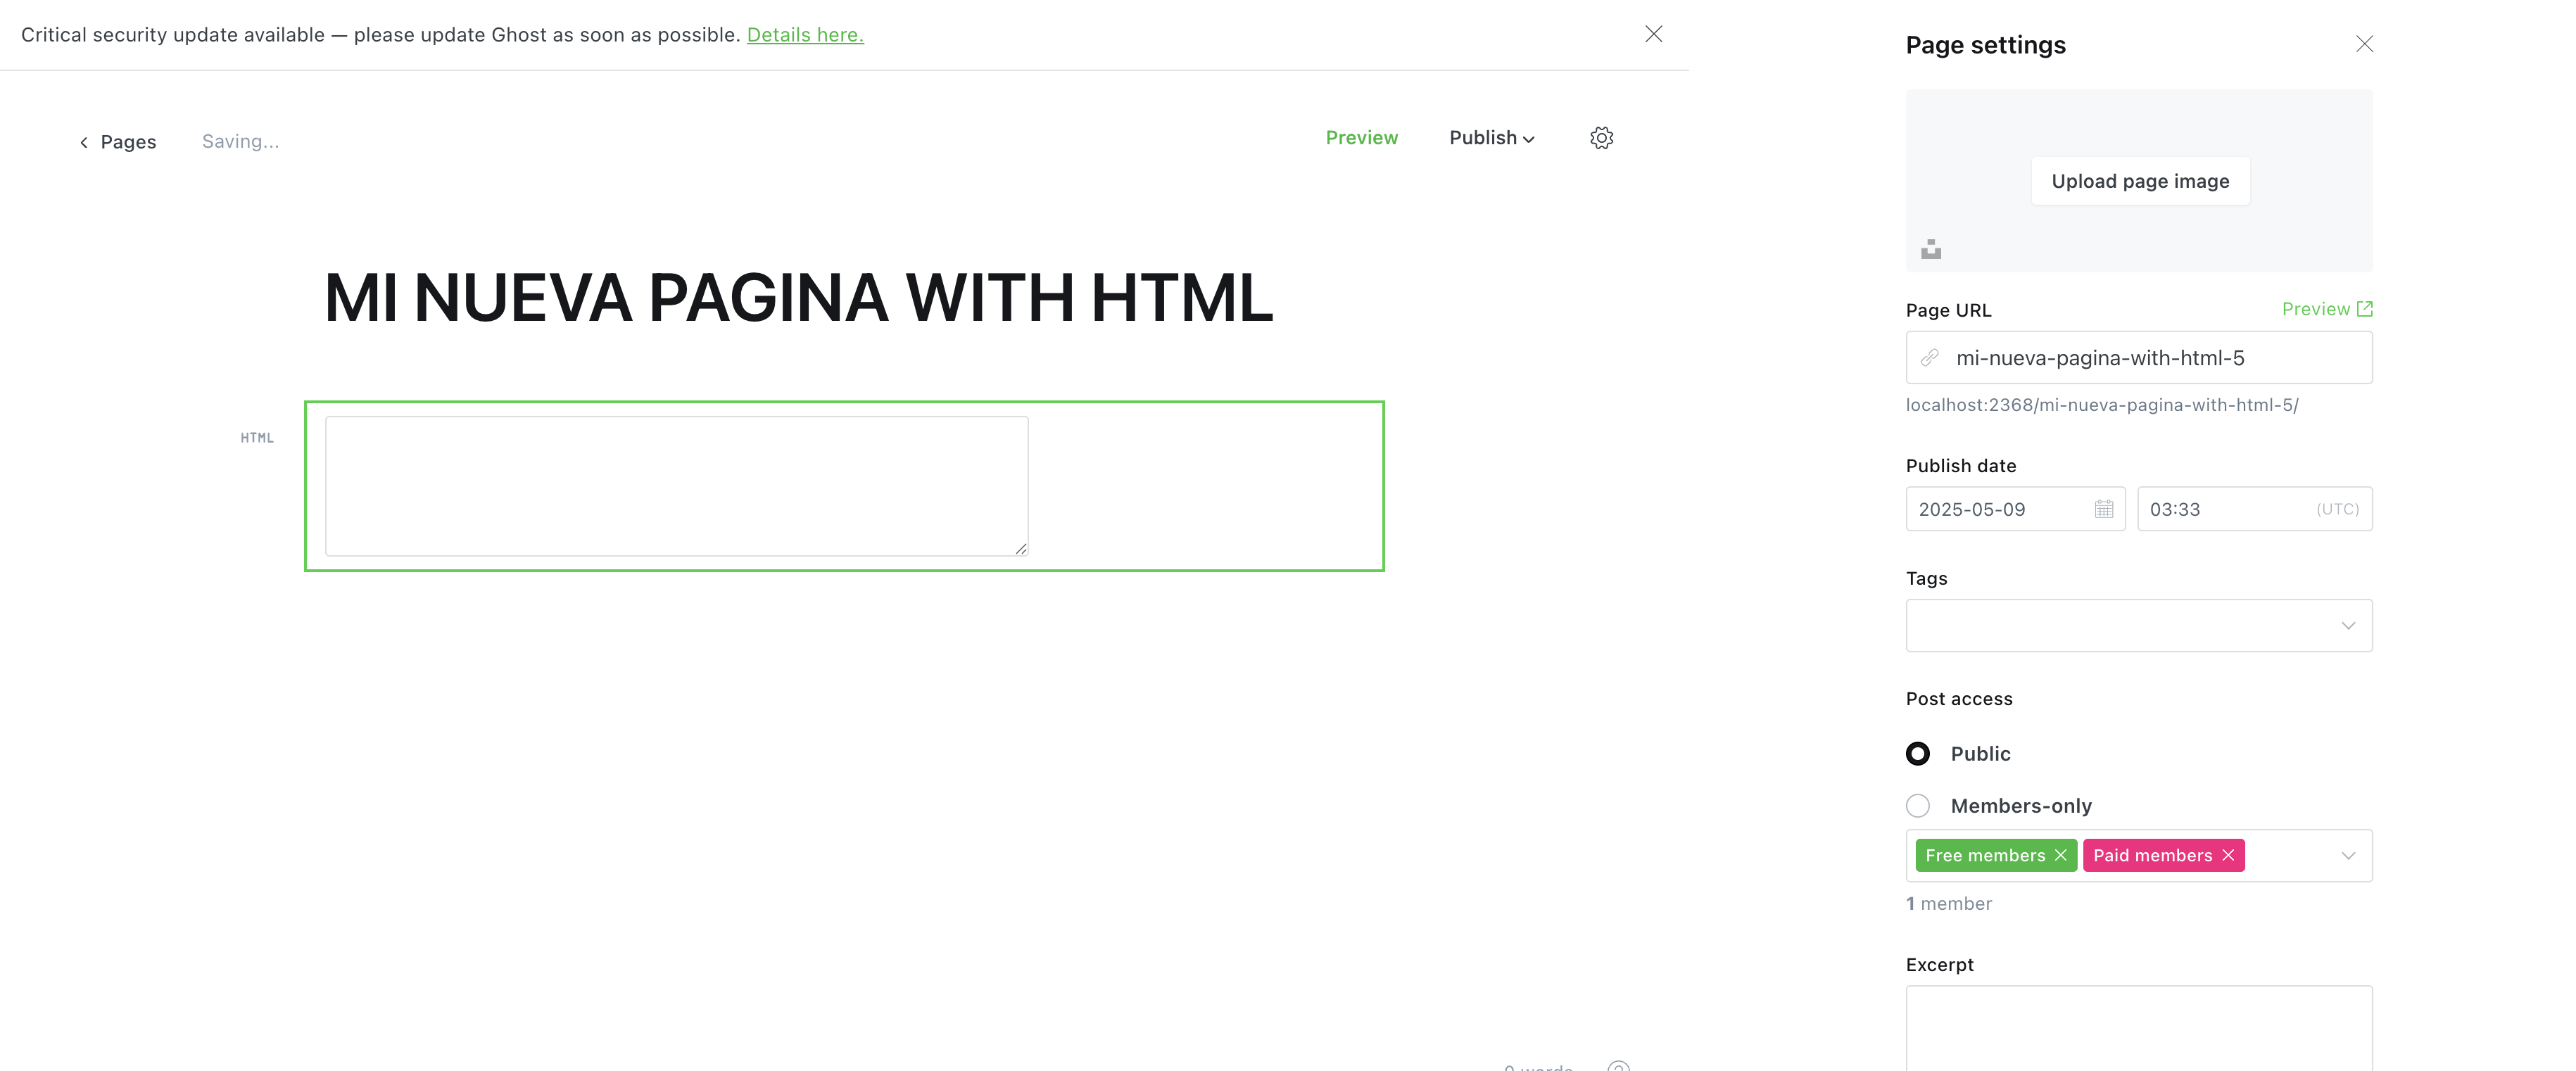 Critical security update available — please update Ghost as soon as possible. Details here.
Pages
Saving...
Preview
Publish
MI NUEVA PAGINA WITH HTML
HTML
0 words
Page settings
Upload page image
Page URL
Preview
mi-nueva-pagina-with-html-5
localhost:2368/mi-nueva-pagina-with-html-5/
Publish date
2025-05-09
03:33
(UTC)
Tags
Post access
Public
Members-only
Free members
Paid members
1 member
Excerpt